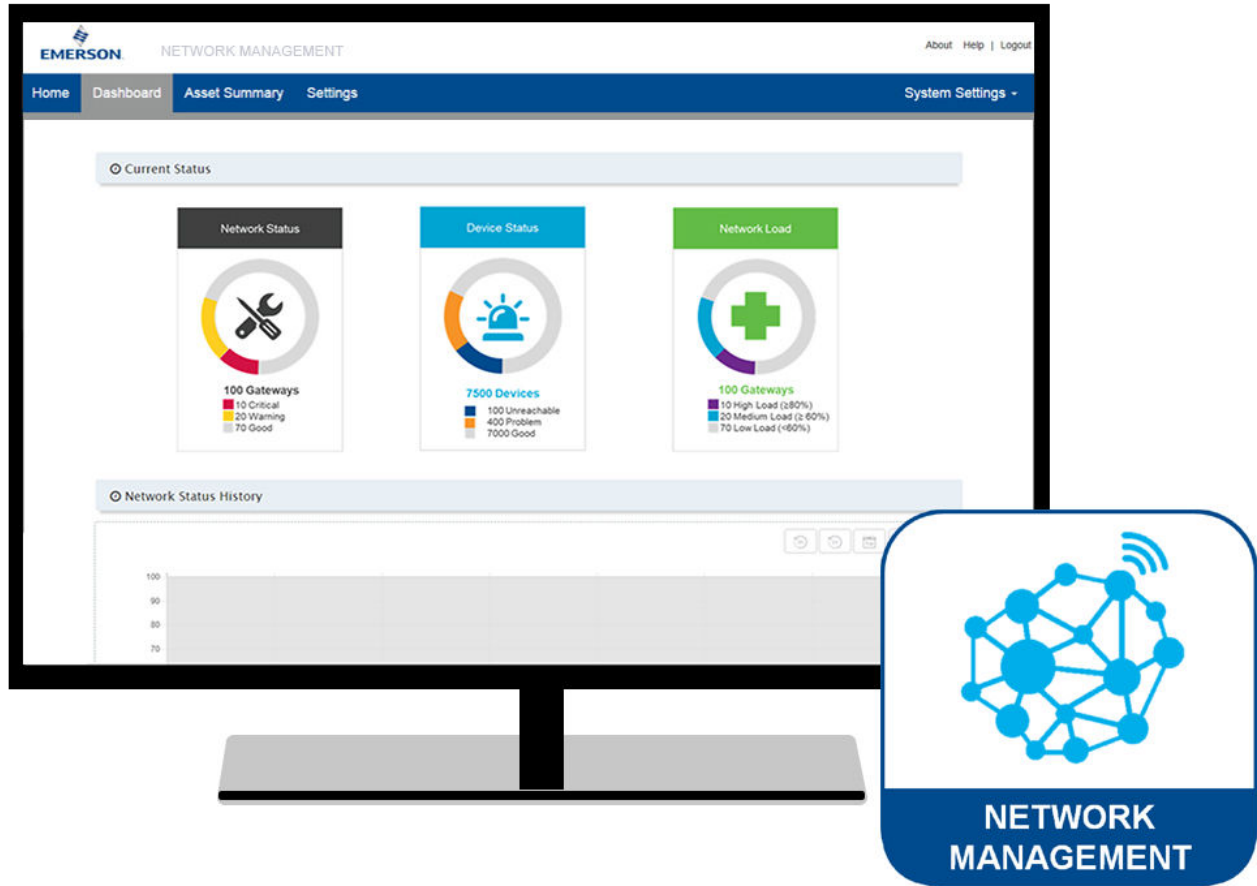 EMERSON
NETWORK MANAGEMENT
About Help | Logout
Home Dashboard Asset Summary Settings System Settings
Current Status
Network Status
Device Status
Network Load
100 Gateways
10 Critical
20 Warning
70 Good
7500 Devices
100 Unreachable
400 Problem
7000 Good
100 Gateways
10 High Load (≥80%)
20 Medium Load (≥ 60%)
70 Low Load (<60%)
Network Status History
100
90
80
70
NETWORK
MANAGEMENT